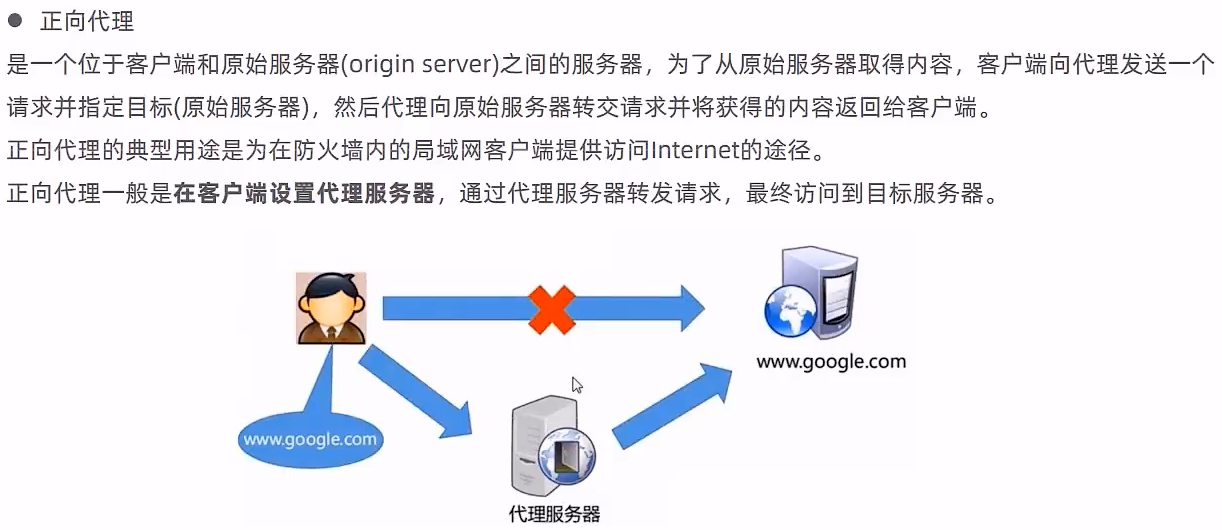 ● 正向代理
是一个位于客户端和原始服务器(origin server)之间的服务器，为了从原始服务器取得内容，客户端向代理发送一个
请求并指定目标(原始服务器)，然后代理向原始服务器转交请求并将获得的内容返回给客户端。
正向代理的典型用途是为在防火墙内的局域网客户端提供访问Internet的途径。
正向代理一般是在客户端设置代理服务器，通过代理服务器转发请求，最终访问到目标服务器。
www.google.com
www.google.com
代理服务器